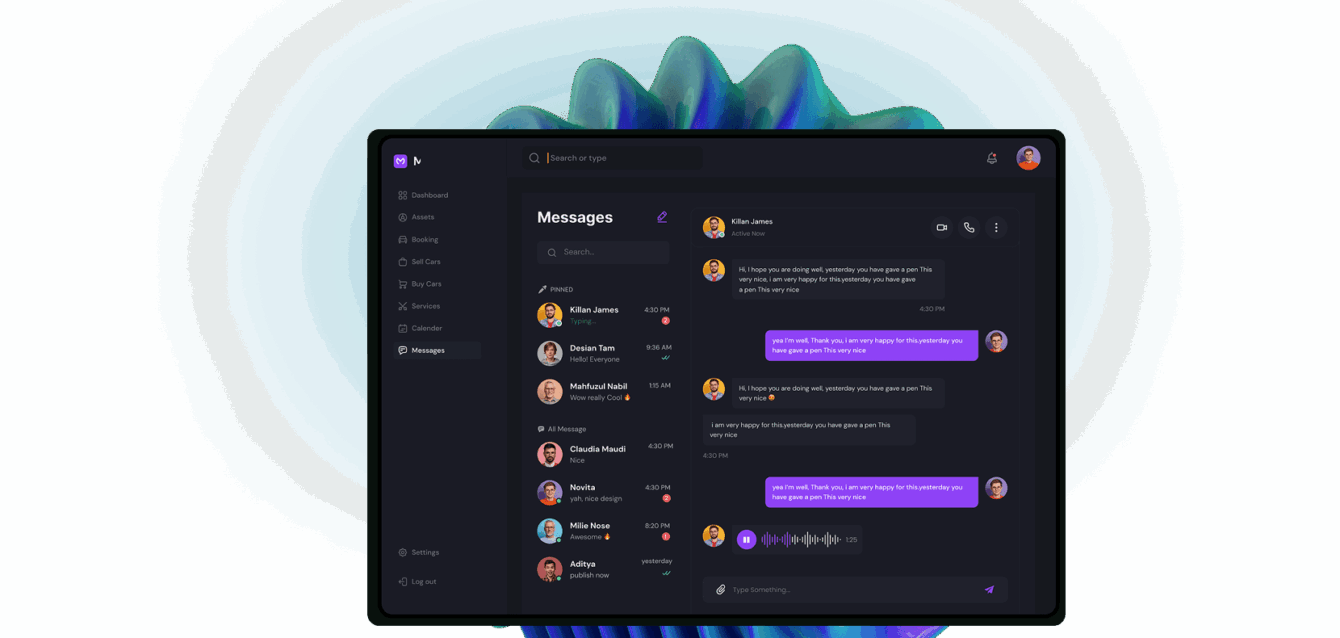 M
Search or type
Dashboard
Assets
Booking
Sell Cars
Buy Cars
Services
Calender
Messages
Settings
Log out
Messages
Search...
PINNED
Killan James 4:30 PM
Typing... 2
Desian Tam 9:36 AM
Hello! Everyone
Mahfuzul Nabil 1:15 AM
Wow really Cool 🔥
All Message
Claudia Maudi 4:30 PM
Nice
Novita 4:30 PM
yah, nice design 2
Milie Nose 8:20 PM
Awesome 🔥 !
Aditya yesterday
publish now
Killan James
Active Now
Hi, I hope you are doing well, yesterday you have gave a pen This
very nice, i am very happy for this.yesterday you have gave
a pen This very nice
4:30 PM
yea I'm well, Thank you, i am very happy for this.yesterday you
have gave a pen This very nice
Hi, I hope you are doing well, yesterday you have gave a pen This
very nice 😍
i am very happy for this.yesterday you have gave a pen This
very nice
4:30 PM
yea I'm well, Thank you, i am very happy for this.yesterday you
have gave a pen This very nice
1:25
Type Something...